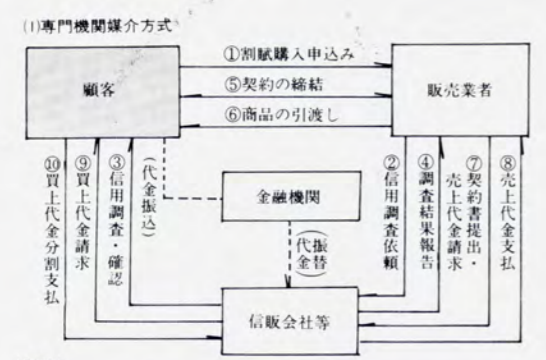 (1)専門機関媒介方式
①割賦購入申込み
⑤契約の締結
⑥商品の引渡し
顧客
販売業者
⑩買上代金分割支払
⑨買上代金請求
③信用調査・確認
(代金振込)
金融機関
(代金振替)
②信用調査依頼
④調査結果報告
⑦契約書提出・
売上代金請求
⑧売上代金支払
信販会社等